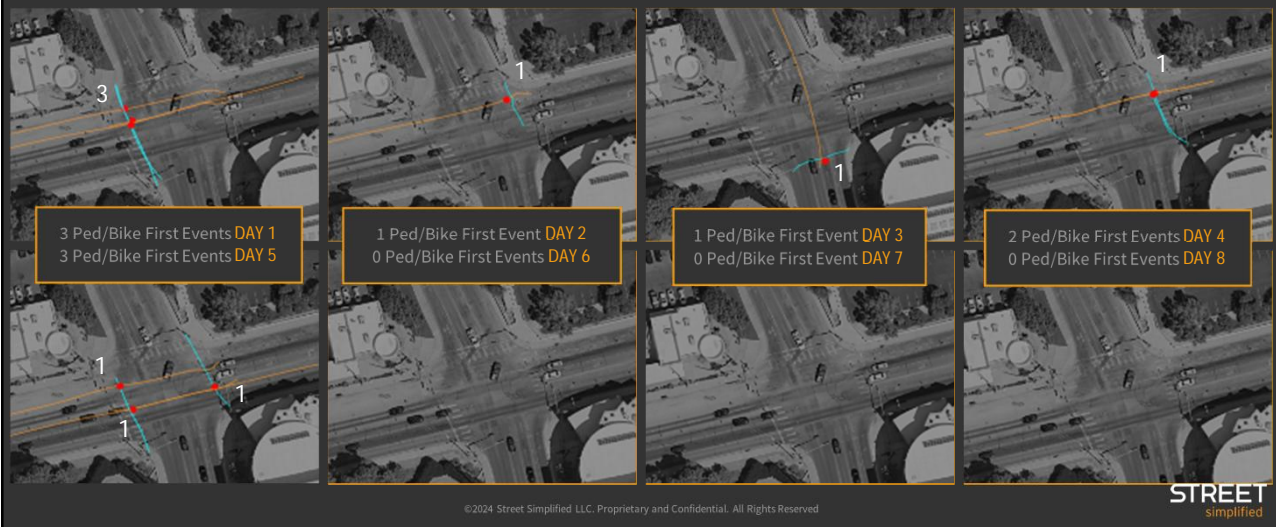 3
1
1
1
3 Ped/Bike First Events DAY 1
3 Ped/Bike First Events DAY 5
1 Ped/Bike First Event DAY 2
0 Ped/Bike First Events DAY 6
1 Ped/Bike First Event DAY 3
0 Ped/Bike First Event DAY 7
2 Ped/Bike First Events DAY 4
0 Ped/Bike First Events DAY 8
1
1
1
©2024 Street Simplified LLC. Proprietary and Confidential. All Rights Reserved
STREET
simplified